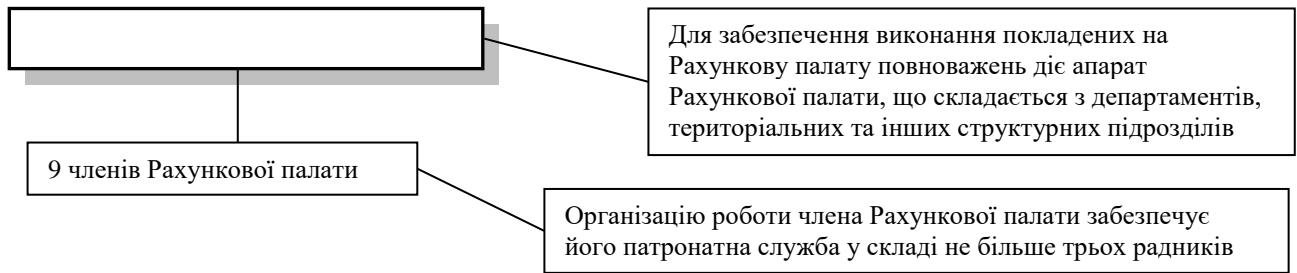 Для забезпечення виконання покладених на
Рахункову палату повноважень діє апарат
Рахункової палати, що складається з департаментів,
територіальних та інших структурних підрозділів
9 членів Рахункової палати
Організацію роботи члена Рахункової палати забезпечує
його патронатна служба у складі не більше трьох радників